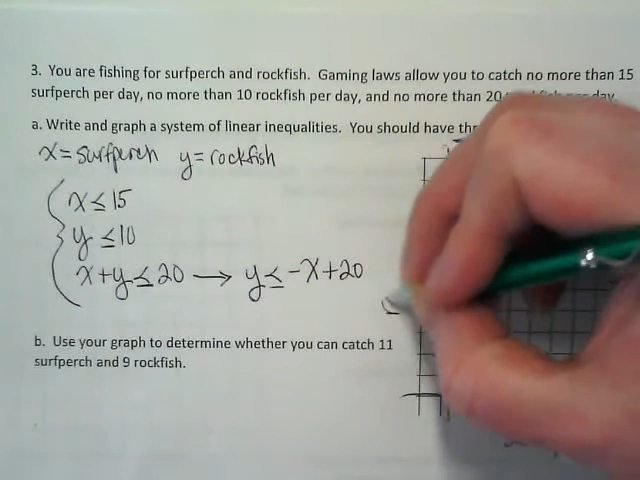 3. You are fishing for surfperch and rockfish. Gaming laws allow you to catch no more than 15
surfperch per day, no more than 10 rockfish per day, and no more than 20 fish per day.
a. Write and graph a system of linear inequalities. You should have
x = surfperch y = rockfish
x ≤ 15
y ≤ 10
x+y ≤ 20 → y ≤ -x+20
b. Use your graph to determine whether you can catch 11
surfperch and 9 rockfish.